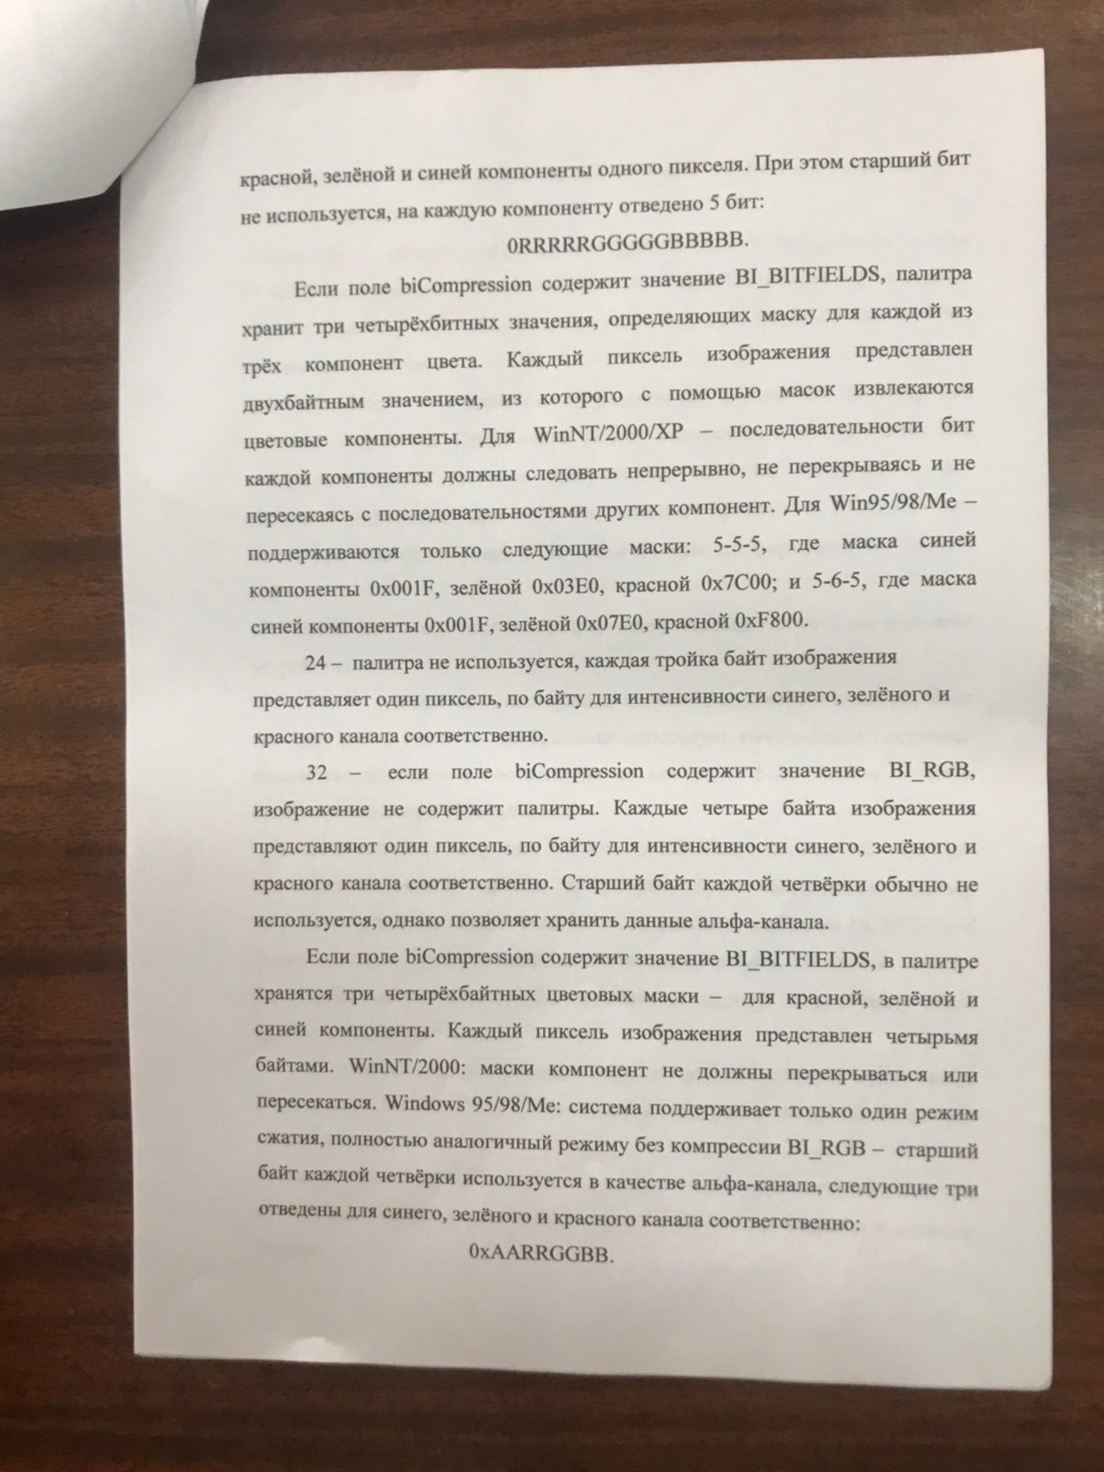 красной, зелёной и синей компоненты одного пикселя. При этом старший бит
не используется, на каждую компоненту отведено 5 бит:
0RRRRRGGGGGBBBBB.
Если поле biCompression содержит значение BI_BITFIELDS, палитра
хранит три четырёхбитных значения, определяющих маску для каждой из
трёх компонент цвета. Каждый пиксель изображения представлен
двухбайтным значением, из которого с помощью масок извлекаются
цветовые компоненты. Для WinNT/2000/XP – последовательности бит
каждой компоненты должны следовать непрерывно, не перекрываясь и не
пересекаясь с последовательностями других компонент. Для Win95/98/Me –
поддерживаются только следующие маски: 5-5-5, где маска синей
компоненты 0x001F, зелёной 0x03E0, красной 0x7C00; и 5-6-5, где маска
синей компоненты 0x001F, зелёной 0x07E0, красной 0xF800.
24 – палитра не используется, каждая тройка байт изображения
представляет один пиксель, по байту для интенсивности синего, зелёного и
красного канала соответственно.
32 – если поле biCompression содержит значение BI_RGB,
изображение не содержит палитры. Каждые четыре байта изображения
представляют один пиксель, по байту для интенсивности синего, зелёного и
красного канала соответственно. Старший байт каждой четвёрки обычно не
используется, однако позволяет хранить данные альфа-канала.
Если поле biCompression содержит значение BI_BITFIELDS, в палитре
хранятся три четырёхбайтных цветовых маски – для красной, зелёной и
синей компоненты. Каждый пиксель изображения представлен четырьмя
байтами. WinNT/2000: маски компонент не должны перекрываться или
пересекаться. Windows 95/98/Me: система поддерживает только один режим
сжатия, полностью аналогичный режиму без компрессии BI_RGB – старший
байт каждой четвёрки используется в качестве альфа-канала, следующие три
отведены для синего, зелёного и красного канала соответственно:
0xAARRGGBB.